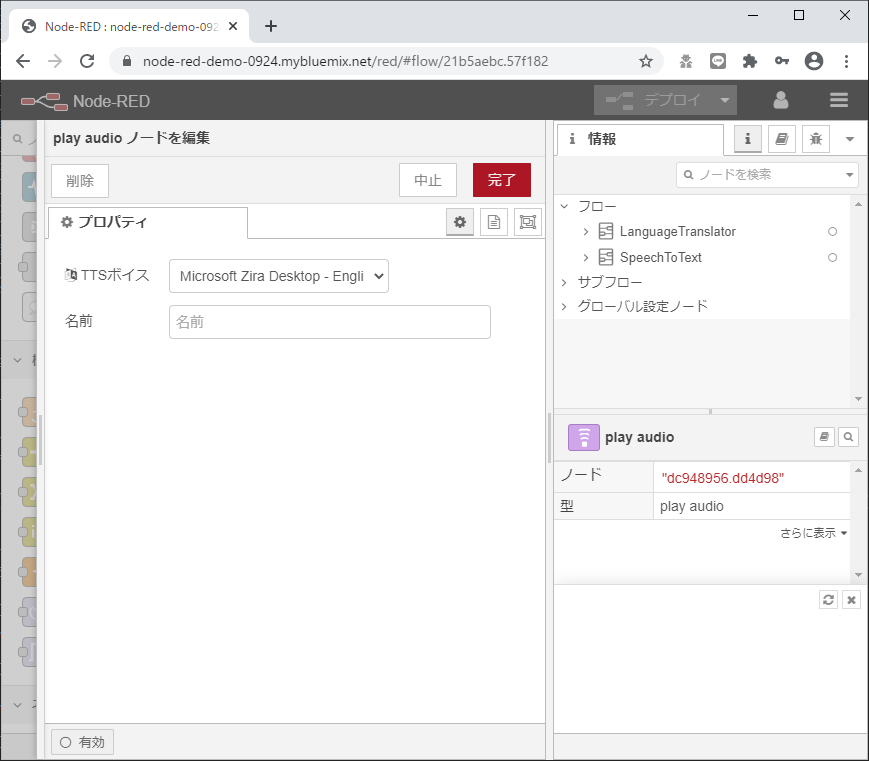 Node-RED : node-red-demo-092
node-red-demo-0924.mybluemix.net/red/#flow/21b5aebc.57f182
Node-RED
デプロイ
play audio ノードを編集
削除
中止
完了
プロパティ
TTSボイス
Microsoft Zira Desktop - Engli
名前
名前
有効
情報
ノードを検索
フロー
LanguageTranslator
SpeechToText
サブフロー
グローバル設定ノード
play audio
ノード
"dc948956.dd4d98"
型
play audio
さらに表示